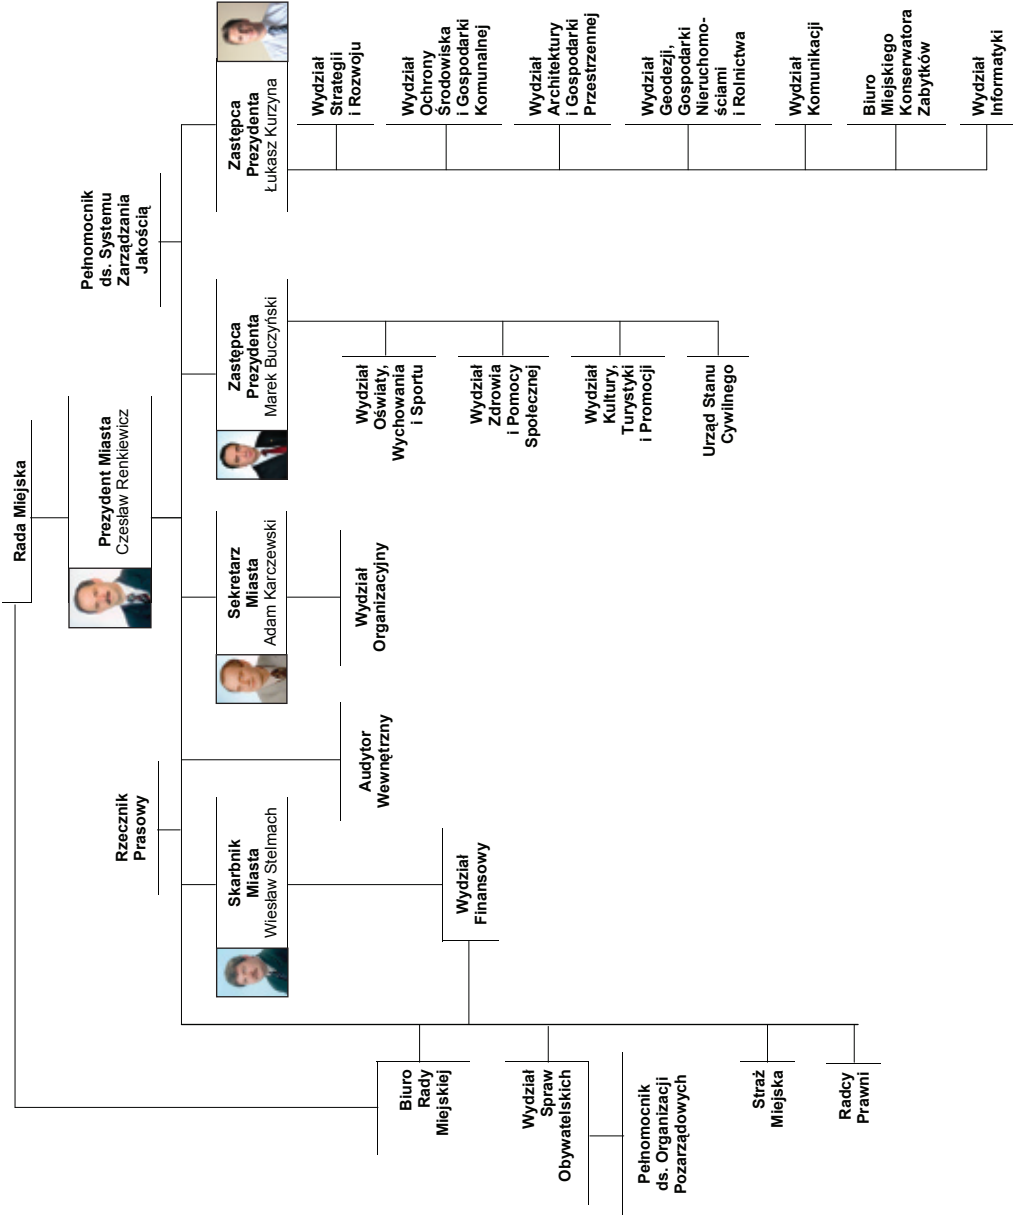 Rada Miejska
Prezydent Miasta
Czesław Renkiewicz
Rzecznik
Prasowy
Pełnomocnik
ds. Systemu
Zarządzania
Jakością
Skarbnik
Miasta
Wiesław Stelmach
Sekretarz
Miasta
Adam Karczewski
Zastępca
Prezydenta
Marek Buczyński
Zastępca
Prezydenta
Łukasz Kurzyna
Audytor
Wewnętrzny
Wydział
Organizacyjny
Wydział
Finansowy
Biuro
Rady
Miejskiej
Wydział
Spraw
Obywatelskich
Pełnomocnik
ds. Organizacji
Pozarządowych
Straż
Miejska
Radcy
Prawni
Wydział
Oświaty,
Wychowania
i Sportu
Wydział
Zdrowia
i Pomocy
Społecznej
Wydział
Kultury,
Turystyki
i Promocji
Urząd Stanu
Cywilnego
Wydział
Strategii
i Rozwoju
Wydział
Ochrony
Środowiska
i Gospodarki
Komunalnej
Wydział
Architektury
i Gospodarki
Przestrzennej
Wydział
Geodezji,
Gospodarki
Nieruchomo-
ściami
i Rolnictwa
Wydział
Komunikacji
Biuro
Miejskiego
Konserwatora
Zabytków
Wydział
Informatyki